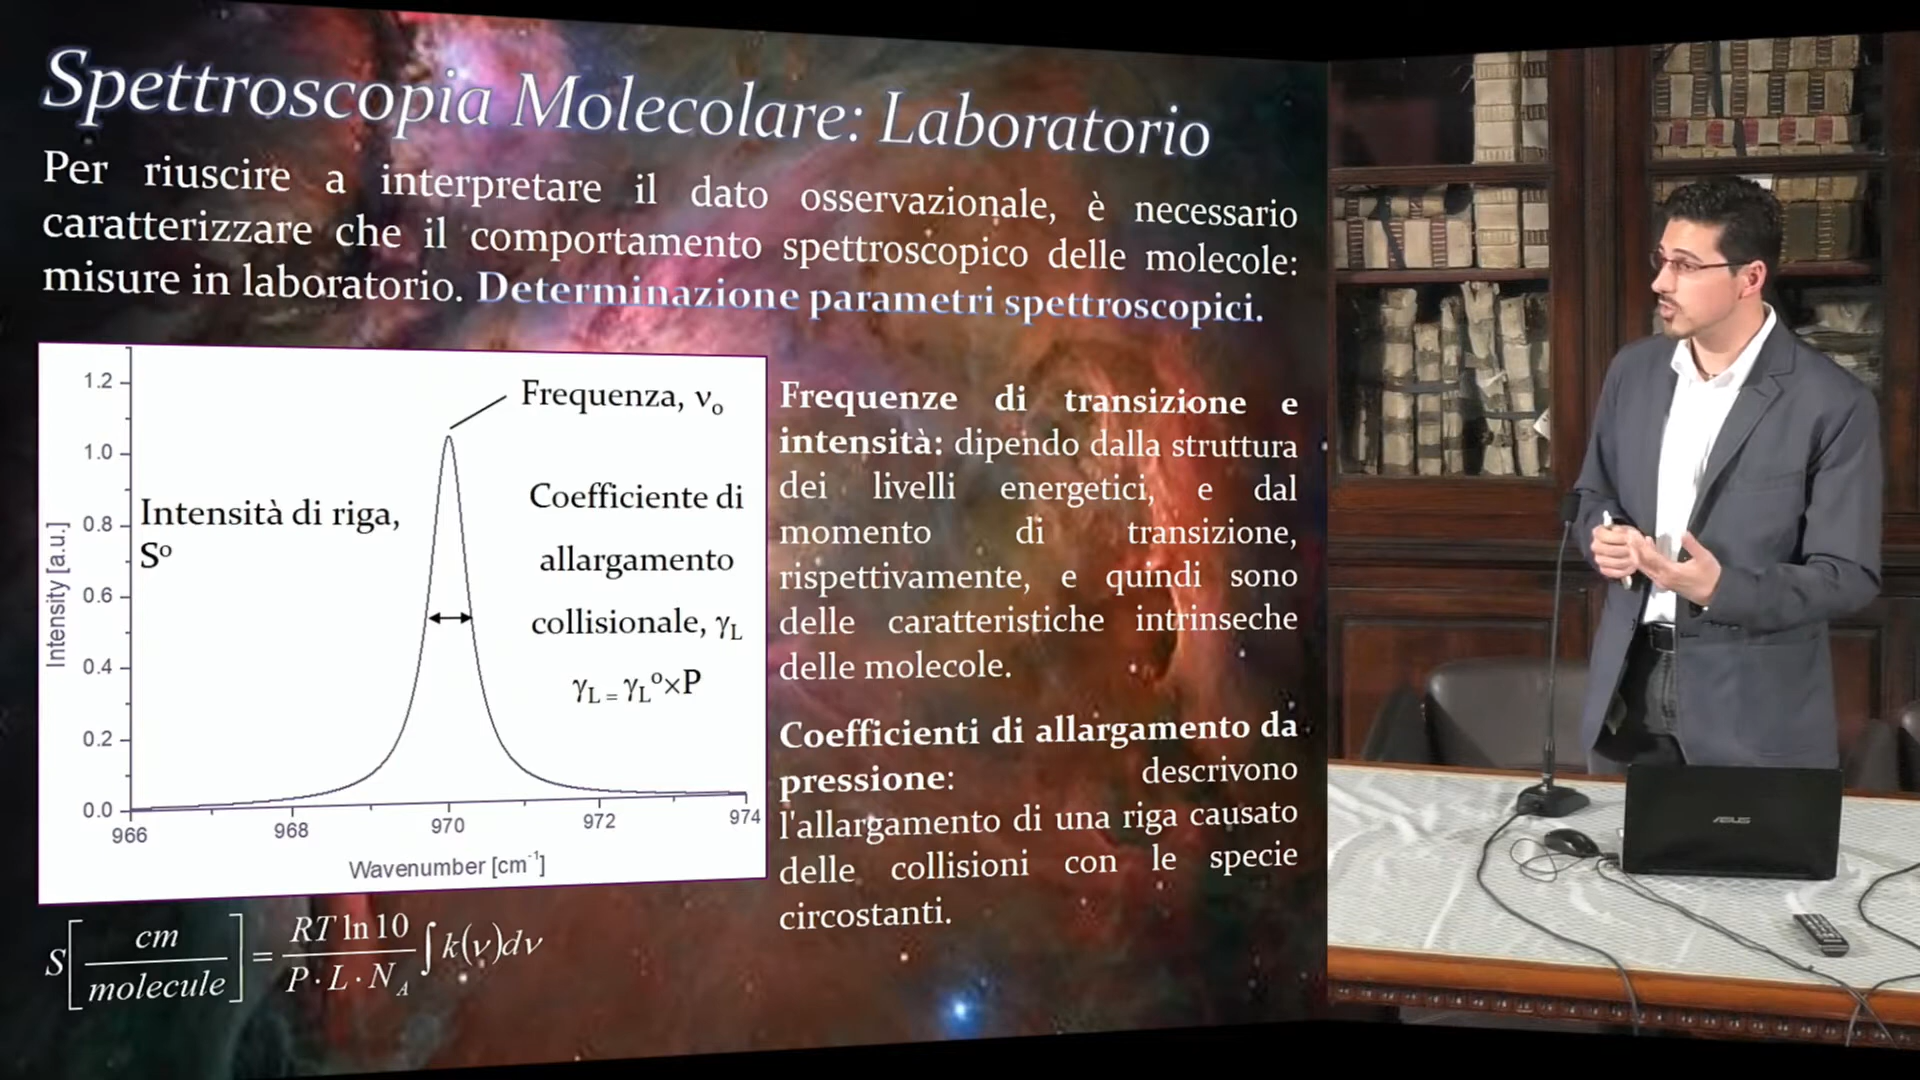 Spettroscopia Molecolare: Laboratorio
Per riuscire a interpretare il dato osservazionale, è necessario
caratterizzare che il comportamento spettroscopico delle molecole:
misure in laboratorio. Determinazione parametri spettroscopici.
1.2
1.0
0.8
0.6
0.4
0.2
0.0
Intensity [a.u.]
Frequenza, νₒ
Intensità di riga,
Sᵒ
Coefficiente di
allargamento
collisionale, γL
γL = γLᵒ×P
966
968
970
972
974
Wavenumber [cm⁻¹]
Frequenze di transizione e
intensità: dipendo dalla struttura
dei livelli energetici, e dal
momento di transizione,
rispettivamente, e quindi sono
delle caratteristiche intrinseche
delle molecole.
Coefficienti di allargamento da
pressione: descrivono
l'allargamento di una riga causato
delle collisioni con le specie
circostanti.
S[cm/molecule] = RT ln 10 / P·L·N_A ∫ k(ν)dν
ASUS